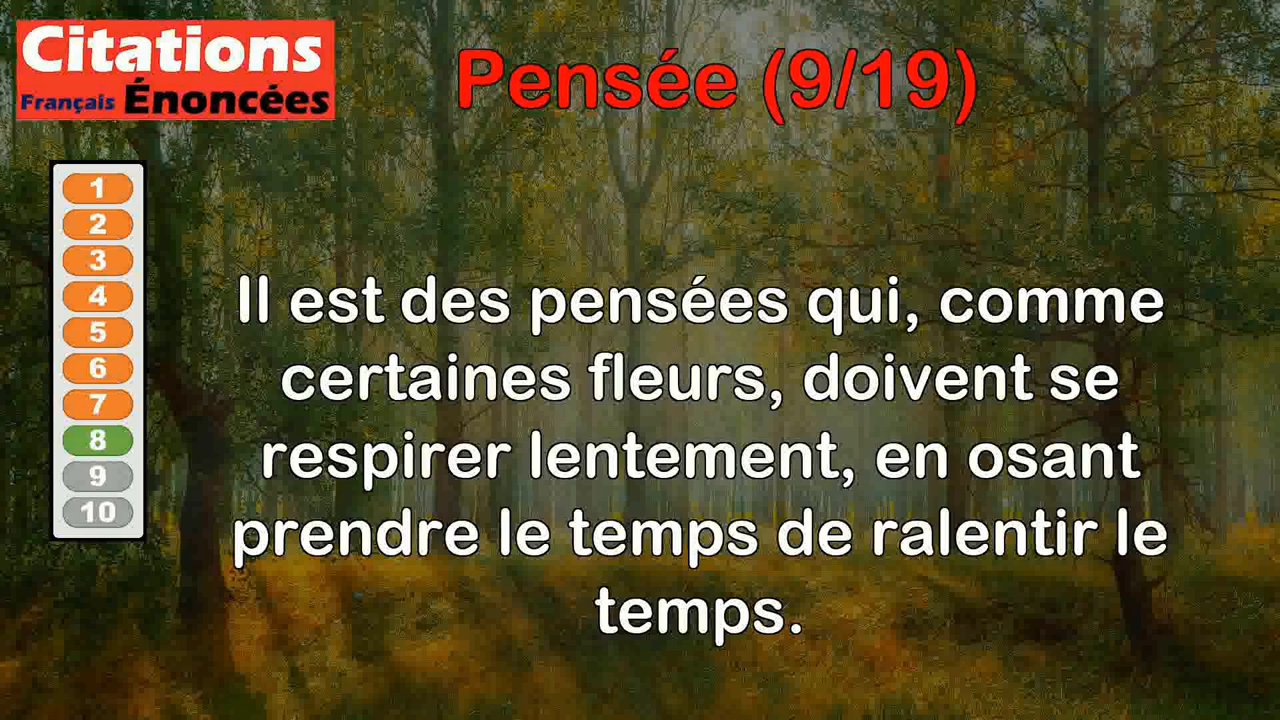 Citations
Français Énoncées
Pensée (9/19)
1
2
3
4
5
6
7
8
9
10
Il est des pensées qui, comme
certaines fleurs, doivent se
respirer lentement, en osant
prendre le temps de ralentir le
temps.